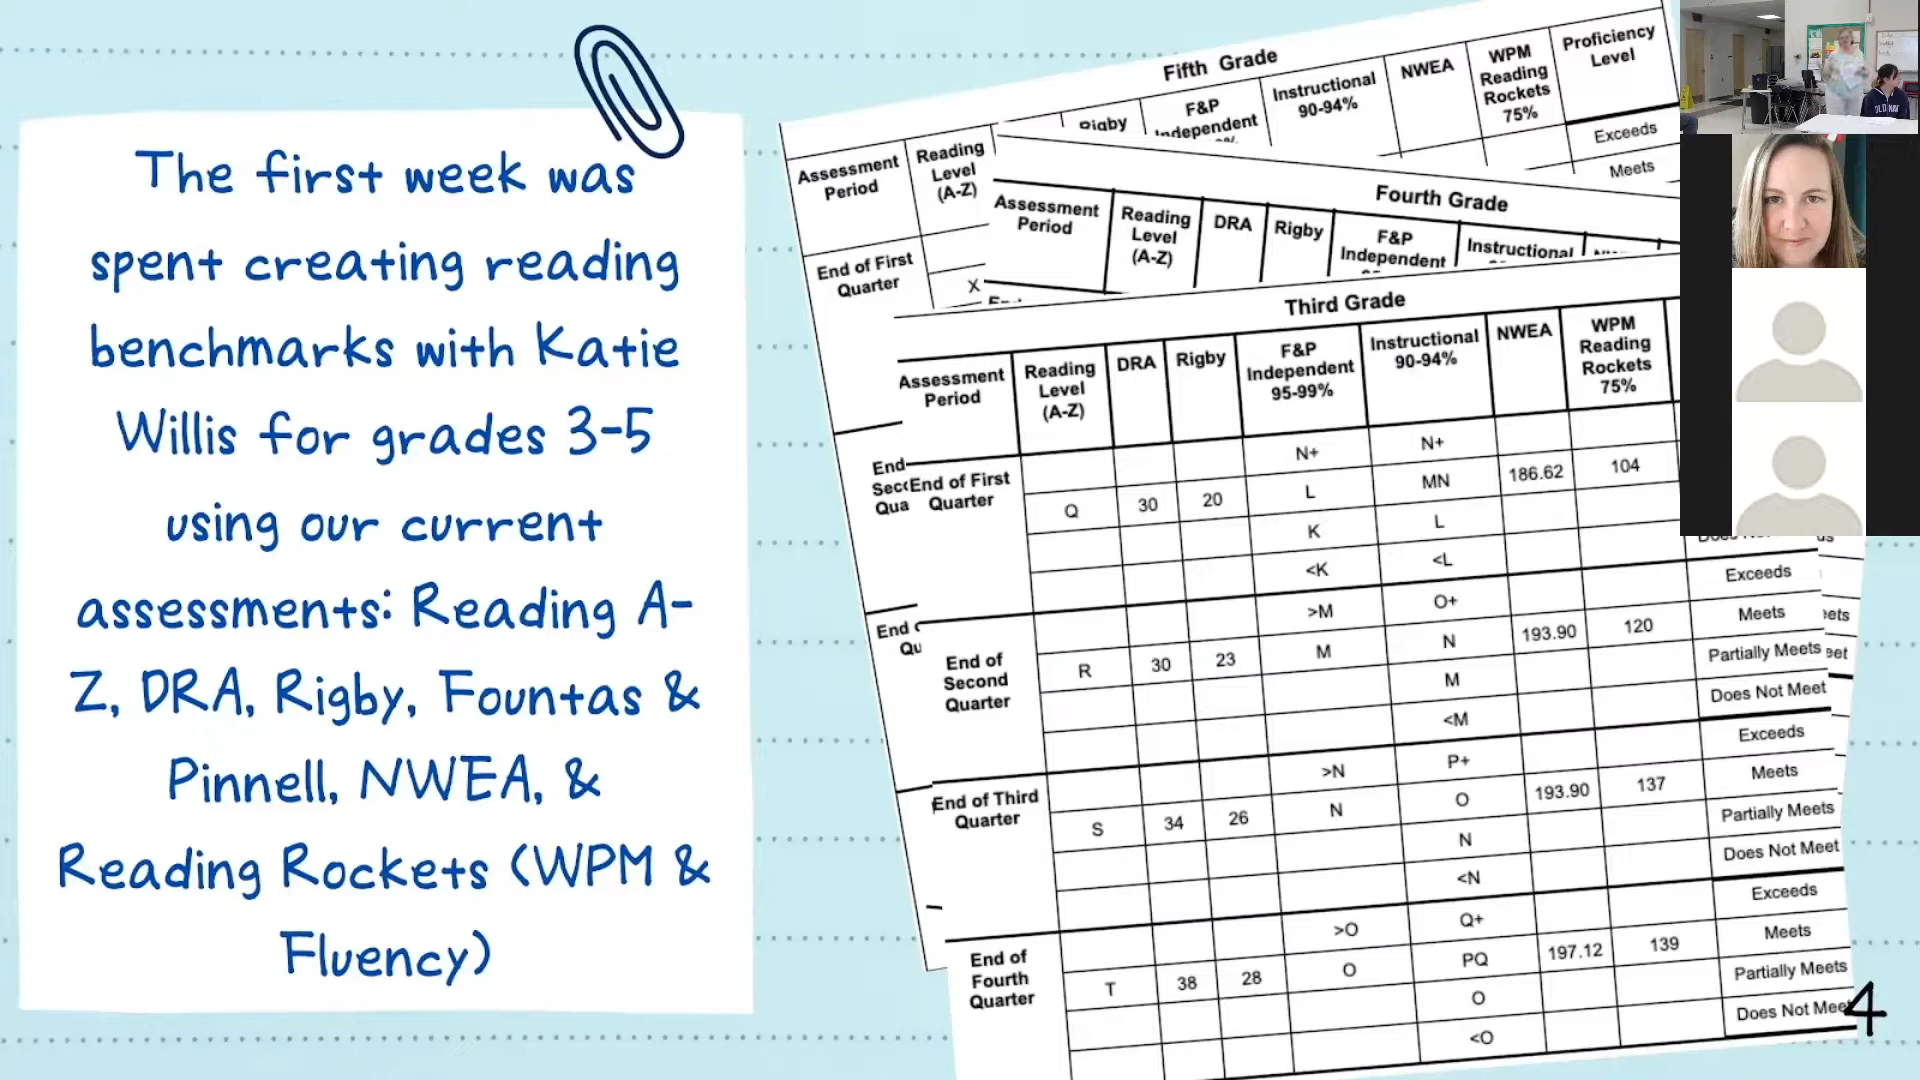 The first week was
spent creating reading
benchmarks with Katie
Willis for grades 3-5
using our current
assessments: Reading A-
Z, DRA, Rigby, Fountas &
Pinnell, NWEA, &
Reading Rockets (WPM &
Fluency)
Fifth Grade
Assessment Period
Reading Level (A-Z)
Rigby
F&P Independent
Instructional 90-94%
NWEA
WPM Reading Rockets 75%
Proficiency Level
Exceeds
Meets
End of First Quarter
X
Fourth Grade
Assessment Period
Reading Level (A-Z)
DRA
Rigby
F&P Independent
Instructional
Third Grade
Assessment Period
Reading Level (A-Z)
DRA
Rigby
F&P Independent 95-99%
Instructional 90-94%
NWEA
WPM Reading Rockets 75%
End of First Quarter
N+ N+
Q 30 20 L MN 186.62 104
K L
<K <L
End of Second Quarter
>M O+ Exceeds
R 30 23 M N 193.90 120 Meets
M Partially Meets
<M Does Not Meet
End of Third Quarter
>N P+ Exceeds
S 34 26 N O 193.90 137 Meets
N Partially Meets
<N Does Not Meet
End of Fourth Quarter
>O Q+ Exceeds
T 38 28 O PQ 197.12 139 Meets
O Partially Meets
<O Does Not Mee
4
OLD NAV